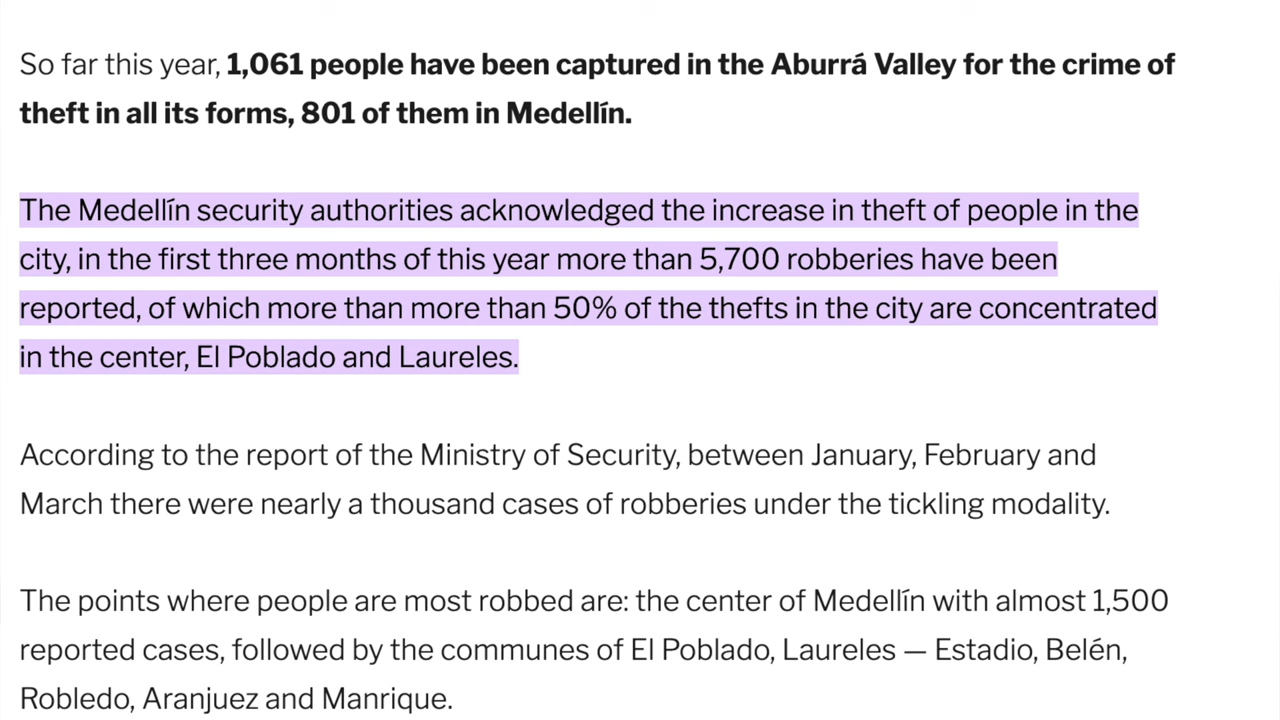 So far this year, 1,061 people have been captured in the Aburrá Valley for the crime of
theft in all its forms, 801 of them in Medellín.
The Medellín security authorities acknowledged the increase in theft of people in the
city, in the first three months of this year more than 5,700 robberies have been
reported, of which more than more than 50% of the thefts in the city are concentrated
in the center, El Poblado and Laureles.
According to the report of the Ministry of Security, between January, February and
March there were nearly a thousand cases of robberies under the tickling modality.
The points where people are most robbed are: the center of Medellín with almost 1,500
reported cases, followed by the communes of El Poblado, Laureles — Estadio, Belén,
Robledo, Aranjuez and Manrique.